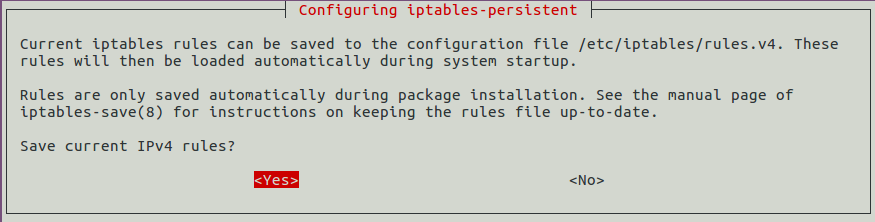 Configuring iptables-persistent
Current iptables rules can be saved to the configuration file /etc/iptables/rules.v4. These
rules will then be loaded automatically during system startup.
Rules are only saved automatically during package installation. See the manual page of
iptables-save(8) for instructions on keeping the rules file up-to-date.
Save current IPv4 rules?
<Yes> <No>